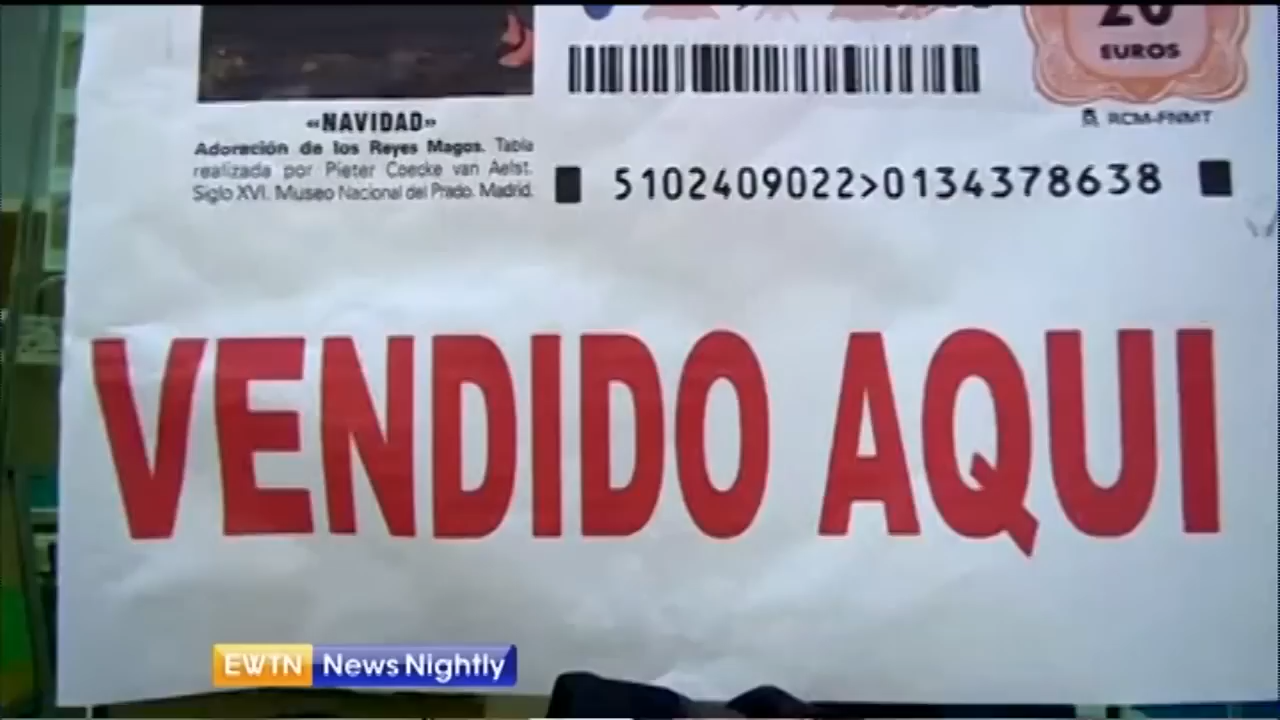 20
EUROS
RCM-FNMT
«NAVIDAD»
Adoración de los Reyes Magos. Tabla
realizada por Pieter Coecke van Aelst.
Siglo XVI. Museo Nacional del Prado. Madrid.
5102409022>0134378638
VENDIDO AQUI
EWTN News Nightly